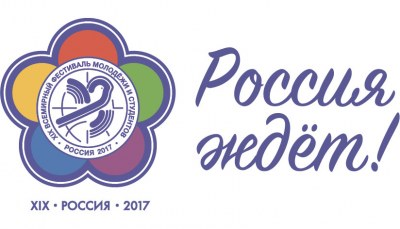 XIX ВСЕМИРНЫЙ ФЕСТИВАЛЬ МОЛОДЁЖИ И СТУДЕНТОВ
• РОССИЯ 2017 •
XIX • РОССИЯ • 2017
Россия
ждёт!